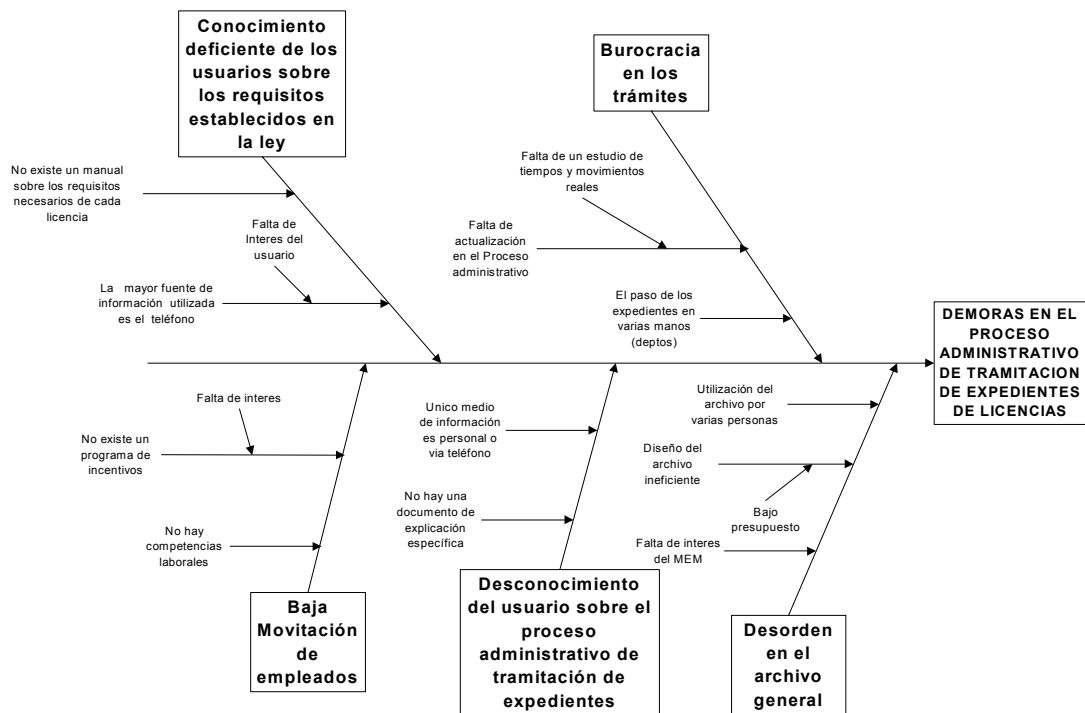 Conocimiento
deficiente de los
usuarios sobre
los requisitos
establecidos en
la ley
Burocracia
en los
trámites
No existe un manual
sobre los requisitos
necesarios de cada
licencia
Falta de
Interes del
usuario
La mayor fuente de
información utilizada
es el teléfono
Falta de un estudio de
tiempos y movimientos
reales
Falta de
actualización
en el Proceso
administrativo
El paso de los
expedientes en
varias manos
(deptos)
DEMORAS EN EL
PROCESO
ADMINISTRATIVO
DE TRAMITACION
DE EXPEDIENTES
DE LICENCIAS
Falta de interes
No existe un
programa de
incentivos
No hay
competencias
laborales
Unico medio
de información
es personal o
via teléfono
No hay una
documento de
explicación
específica
Utilización del
archivo por
varias personas
Diseño del
archivo
ineficiente
Bajo
presupuesto
Falta de interes
del MEM
Baja
Movitación
de
empleados
Desconocimiento
del usuario sobre el
proceso
administrativo de
tramitación de
expedientes
Desorden
en el
archivo
general